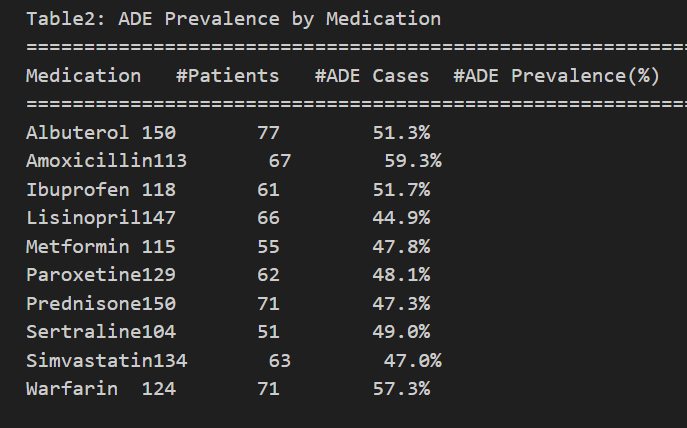 Table2: ADE Prevalence by Medication
==========================================================
Medication   #Patients   #ADE Cases  #ADE Prevalence(%)
==========================================================
Albuterol 150       77        51.3%
Amoxicillin113       67        59.3%
Ibuprofen 118       61        51.7%
Lisinopril147       66        44.9%
Metformin 115       55        47.8%
Paroxetine129       62        48.1%
Prednisone150       71        47.3%
Sertraline104       51        49.0%
Simvastatin134       63        47.0%
Warfarin  124       71        57.3%